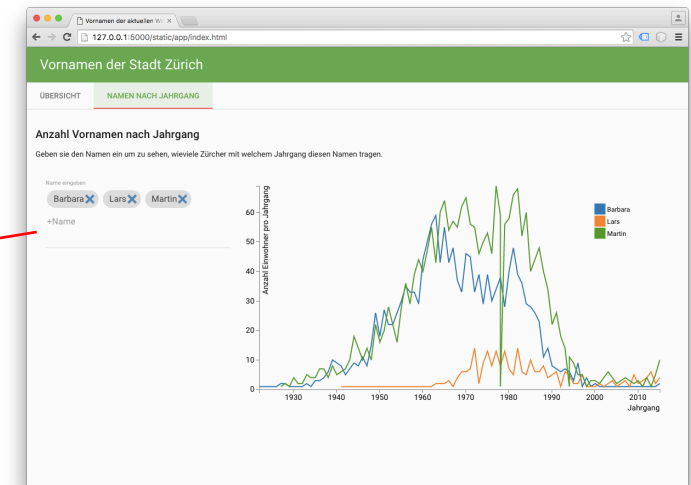 Vornamen der aktuellen W
127.0.0.1:5000/static/app/index.html
Vornamen der Stadt Zürich
ÜBERSICHT NAMEN NACH JAHRGANG
Anzahl Vornamen nach Jahrgang
Geben sie den Namen ein um zu sehen, wieviele Zürcher mit welchem Jahrgang diesen Namen tragen.
Name eingeben
Barbara Lars Martin
+Name
Anzahl Einwohner pro Jahrgang
60
50
40
30
20
10
0
1930 1940 1950 1960 1970 1980 1990 2000 2010
Jahrgang
Barbara
Lars
Martin